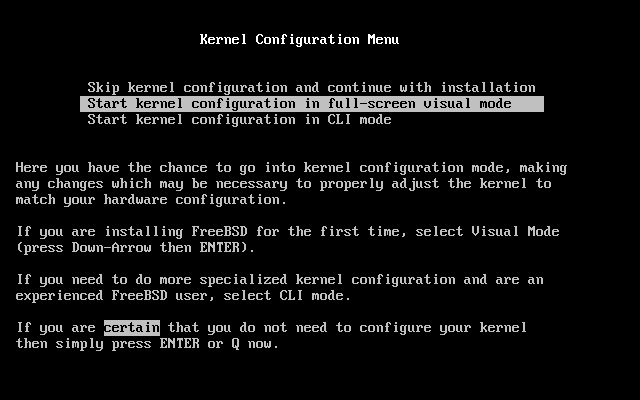 Kernel Configuration Menu
Skip kernel configuration and continue with installation
Start kernel configuration in full-screen visual mode
Start kernel configuration in CLI mode
Here you have the chance to go into kernel configuration mode, making
any changes which may be necessary to properly adjust the kernel to
match your hardware configuration.
If you are installing FreeBSD for the first time, select Visual Mode
(press Down-Arrow then ENTER).
If you need to do more specialized kernel configuration and are an
experienced FreeBSD user, select CLI mode.
If you are certain that you do not need to configure your kernel
then simply press ENTER or Q now.